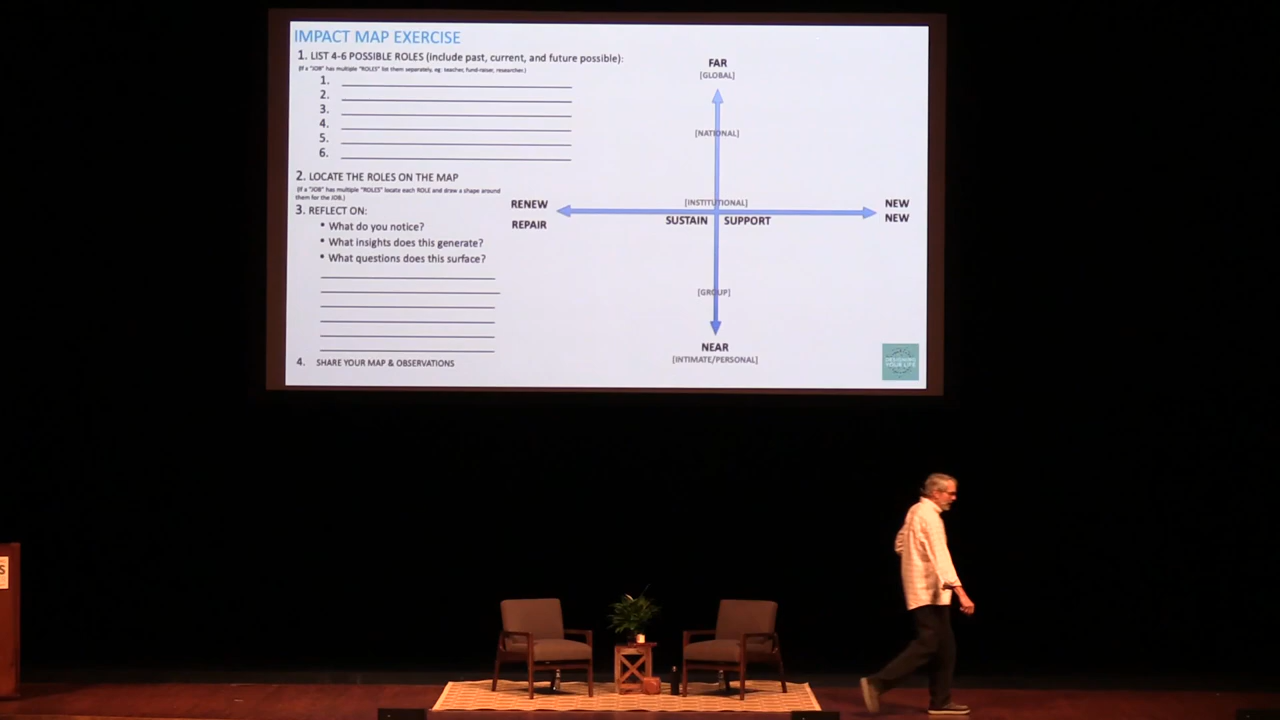 IMPACT MAP EXERCISE
1. LIST 4-6 POSSIBLE ROLES (include past, current, and future possible):
(If a "JOB" has multiple "ROLES" list them separately, eg: teacher, fund-raiser, researcher.)
1.
2.
3.
4.
5.
6.
2. LOCATE THE ROLES ON THE MAP
(If a "JOB" has multiple "ROLES" locate each ROLE and draw a shape around
them for the JOB.)
3. REFLECT ON:
• What do you notice?
• What insights does this generate?
• What questions does this surface?
4. SHARE YOUR MAP & OBSERVATIONS
FAR
[GLOBAL]
[NATIONAL]
[INSTITUTIONAL]
RENEW
REPAIR
SUSTAIN
SUPPORT
NEW
NEW
[GROUP]
NEAR
[INTIMATE/PERSONAL]
DESIGNING
YOUR LIFE
S